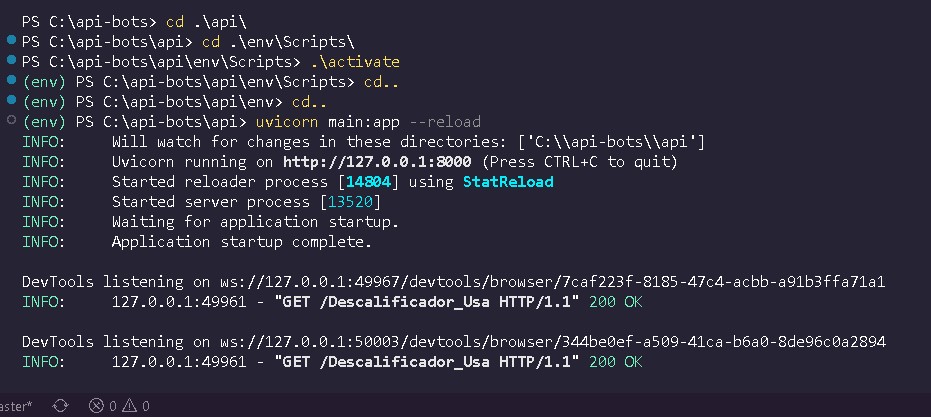 PS C:\api-bots> cd .\api\
PS C:\api-bots\api> cd .\env\Scripts\
PS C:\api-bots\api\env\Scripts> .\activate
(env) PS C:\api-bots\api\env\Scripts> cd..
(env) PS C:\api-bots\api\env> cd..
(env) PS C:\api-bots\api> uvicorn main:app --reload
INFO:     Will watch for changes in these directories: ['C:\\api-bots\\api']
INFO:     Uvicorn running on http://127.0.0.1:8000 (Press CTRL+C to quit)
INFO:     Started reloader process [14804] using StatReload
INFO:     Started server process [13520]
INFO:     Waiting for application startup.
INFO:     Application startup complete.
DevTools listening on ws://127.0.0.1:49967/devtools/browser/7caf223f-8185-47c4-acbb-a91b3ffa71a1
INFO:     127.0.0.1:49961 - "GET /Descalificador_Usa HTTP/1.1" 200 OK
DevTools listening on ws://127.0.0.1:50003/devtools/browser/344be0ef-a509-41ca-b6a0-8de96c0a2894
INFO:     127.0.0.1:49961 - "GET /Descalificador_Usa HTTP/1.1" 200 OK
aster* 0 0